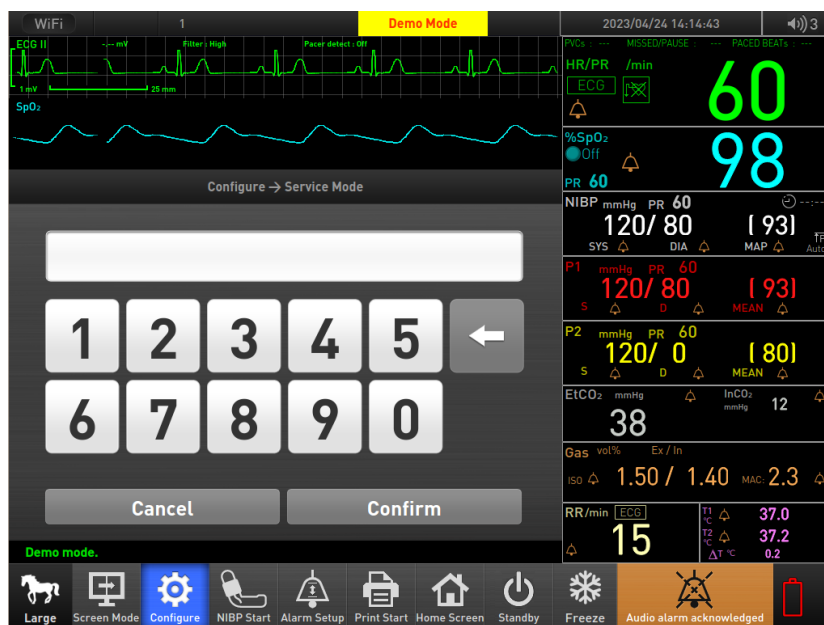 WiFi 1 Demo Mode 2023/04/24 14:14:43 3
ECG II -.-- mV Filter : High Pacer detect : Off
1 mV 25 mm
SpO₂
Configure → Service Mode
1 2 3 4 5
6 7 8 9 0
Cancel Confirm
Demo mode.
PVCs : --- MISSED/PAUSE : --- PACED BEATs : ---
HR/PR /min
ECG
60
%SpO₂
Off
98
PR 60
NIBP mmHg PR 60 --:--
120/ 80 ( 93)
SYS DIA MAP Auto
P1 mmHg PR 60
120/ 80 ( 93)
S D MEAN
P2 mmHg PR 60
120/ 0 ( 80)
S D MEAN
EtCO₂ mmHg InCO₂
mmHg 12
38
Gas vol% Ex / In
ISO 1.50 / 1.40 MAC: 2.3
RR/min ECG
15
T1 °C 37.0
T2 °C 37.2
ΔT °C 0.2
Large Screen Mode Configure NIBP Start Alarm Setup Print Start Home Screen Standby Freeze Audio alarm acknowledged